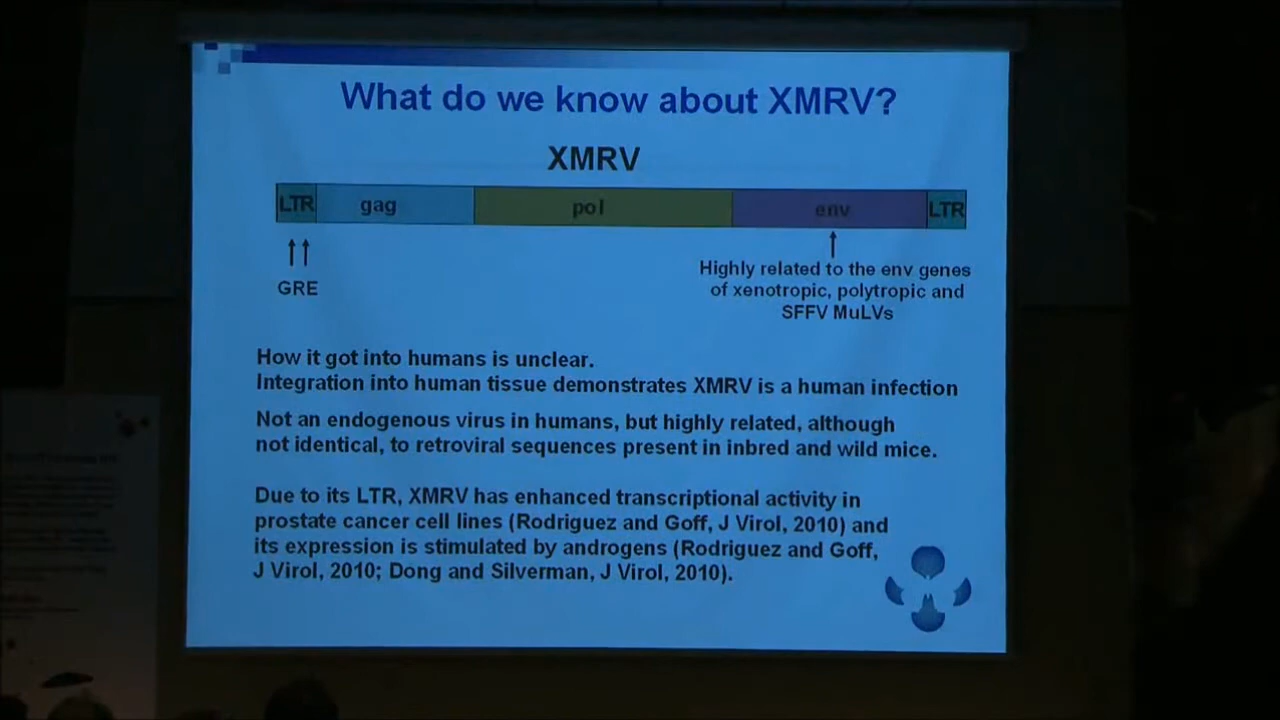 What do we know about XMRV?
XMRV
LTR gag pol env LTR
GRE
Highly related to the env genes
of xenotropic, polytropic and
SFFV MuLVs
How it got into humans is unclear.
Integration into human tissue demonstrates XMRV is a human infection
Not an endogenous virus in humans, but highly related, although
not identical, to retroviral sequences present in inbred and wild mice.
Due to its LTR, XMRV has enhanced transcriptional activity in
prostate cancer cell lines (Rodriguez and Goff, J Virol, 2010) and
its expression is stimulated by androgens (Rodriguez and Goff,
J Virol, 2010; Dong and Silverman, J Virol, 2010).